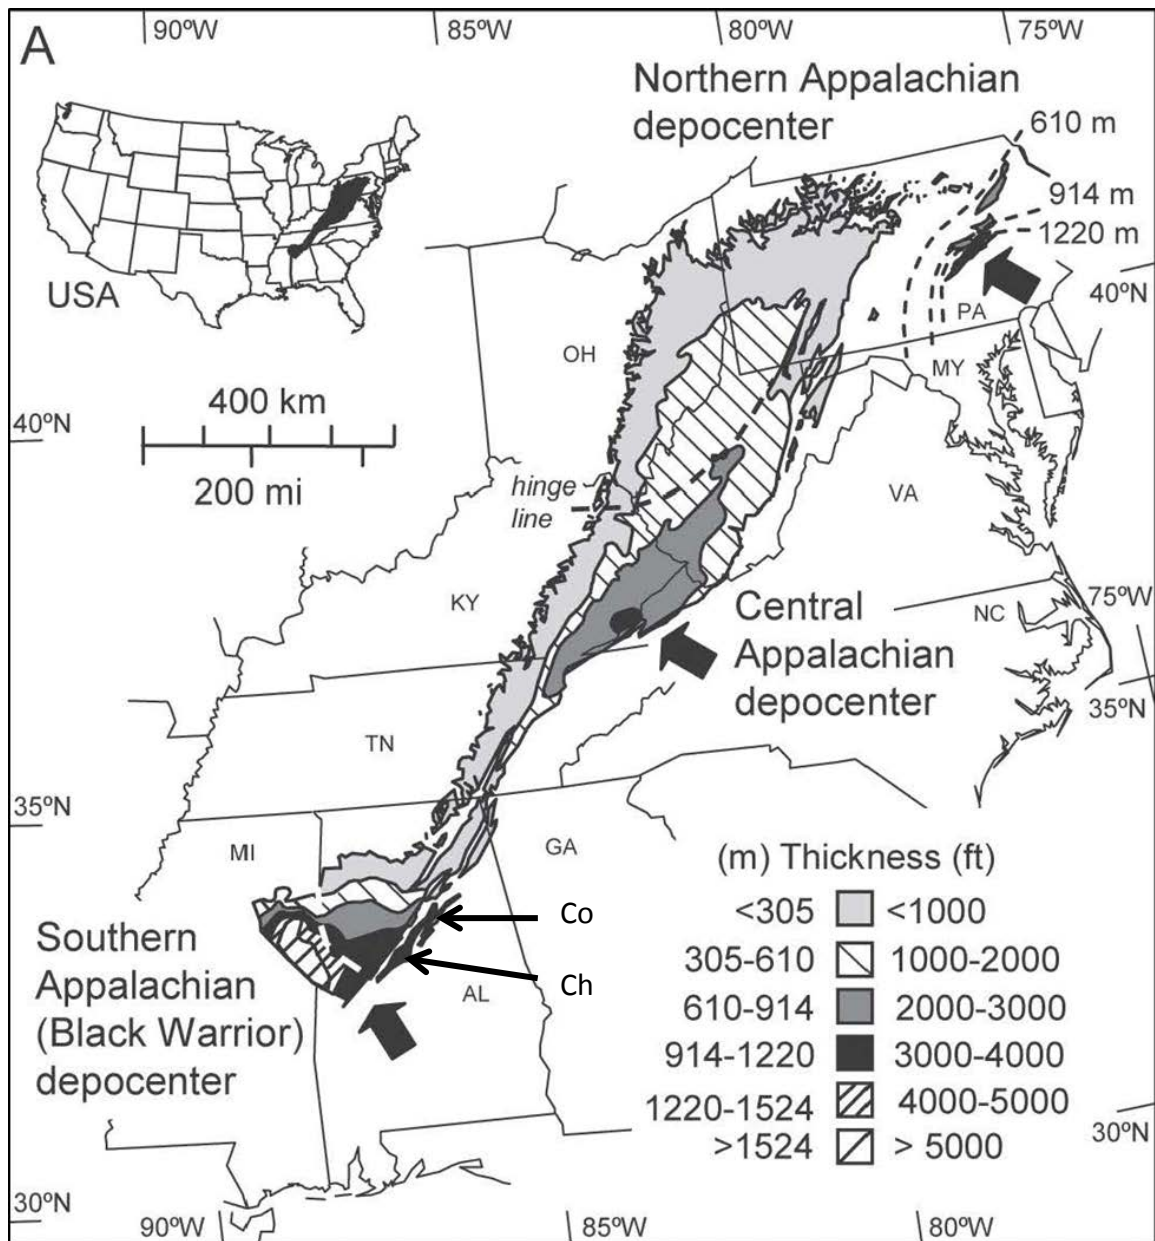 A
90ºW
85ºW
80ºW
75ºW
Northern Appalachian
depocenter
610 m
914 m
1220 m
USA
40ºN
PA
OH
MY
400 km
200 mi
40ºN
hinge
line
VA
KY
Central
Appalachian
depocenter
75ºW
NC
35ºN
TN
35ºN
MI
GA
(m) Thickness (ft)
<305 <1000
305-610 1000-2000
610-914 2000-3000
914-1220 3000-4000
1220-1524 4000-5000
>1524 > 5000
Co
Ch
AL
Southern
Appalachian
(Black Warrior)
depocenter
30ºN
30ºN
90ºW
85ºW
80ºW